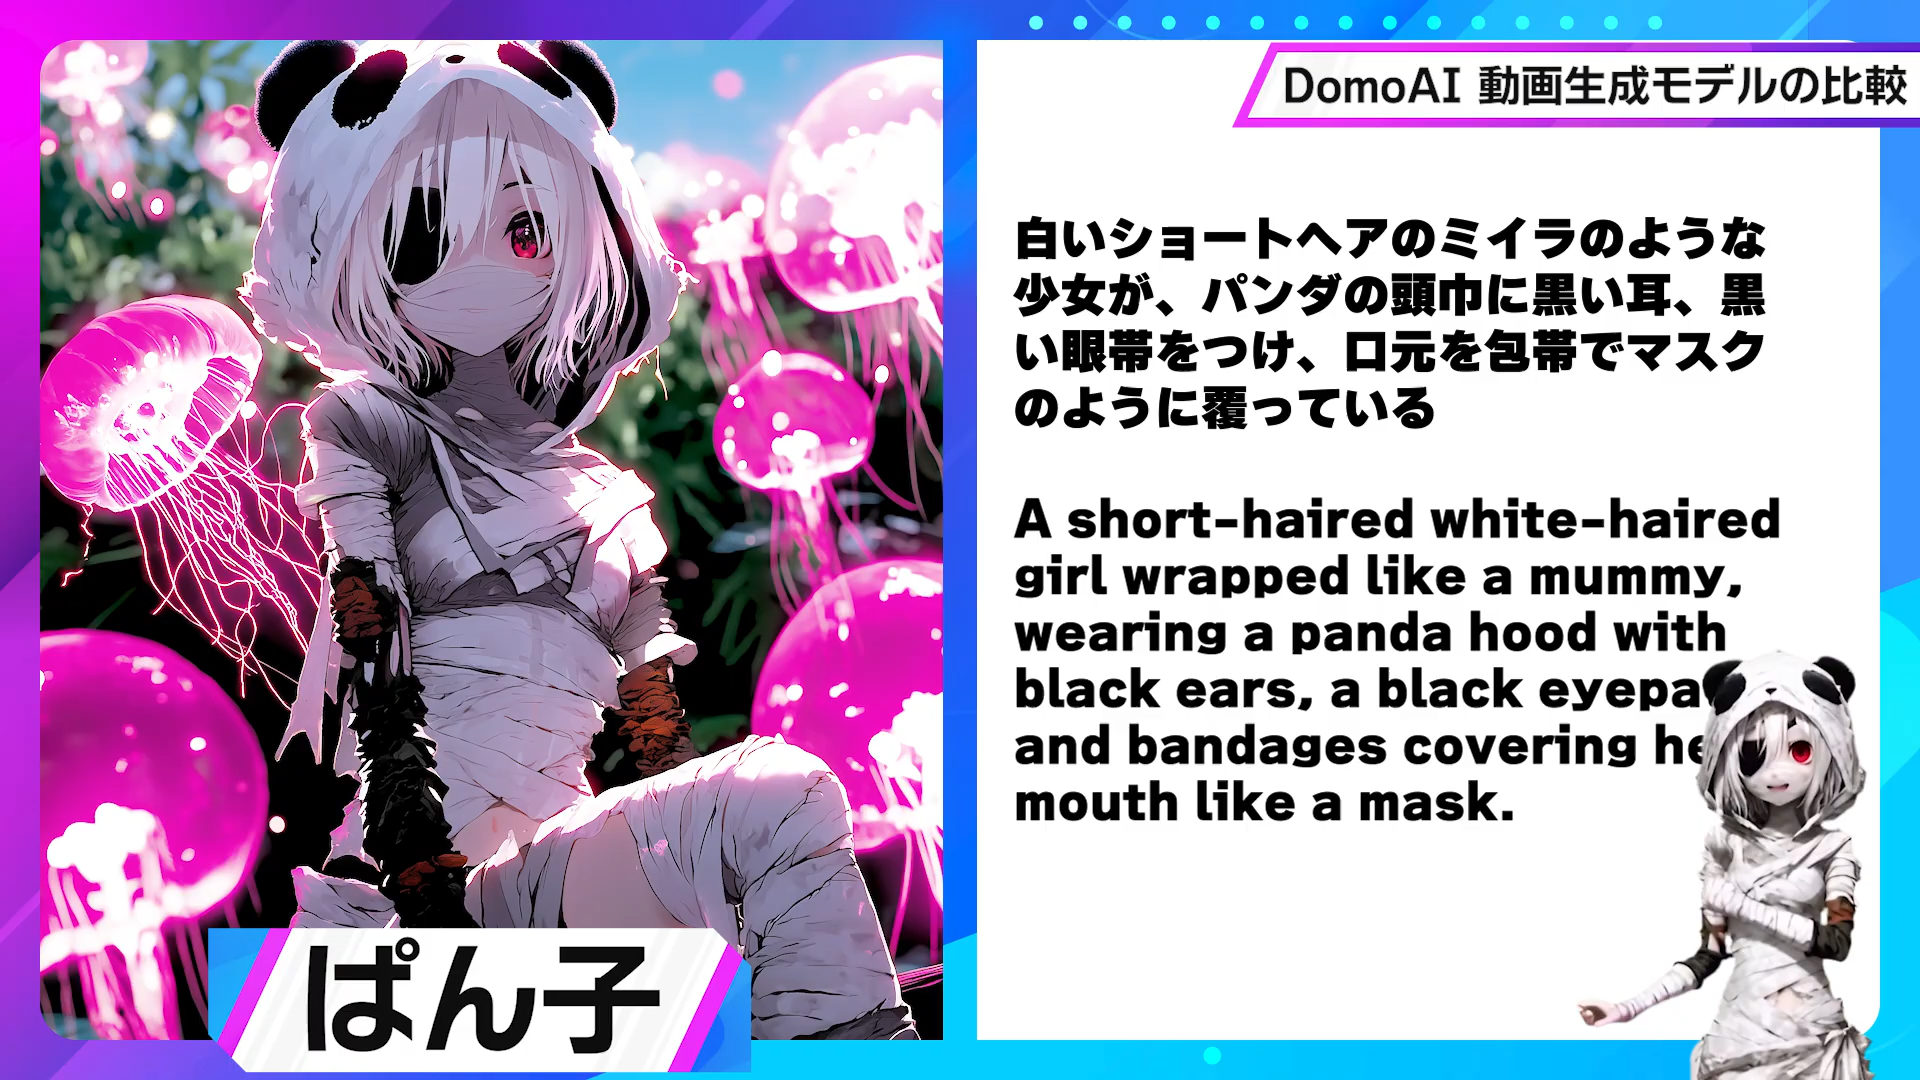 DomoAI 動画生成モデルの比較
白いショートヘアのミイラのような
少女が、パンダの頭巾に黒い耳、黒
い眼帯をつけ、口元を包帯でマスク
のように覆っている
A short-haired white-haired
girl wrapped like a mummy,
wearing a panda hood with
black ears, a black
and bandages covering
mouth like a mask.
ぱん子